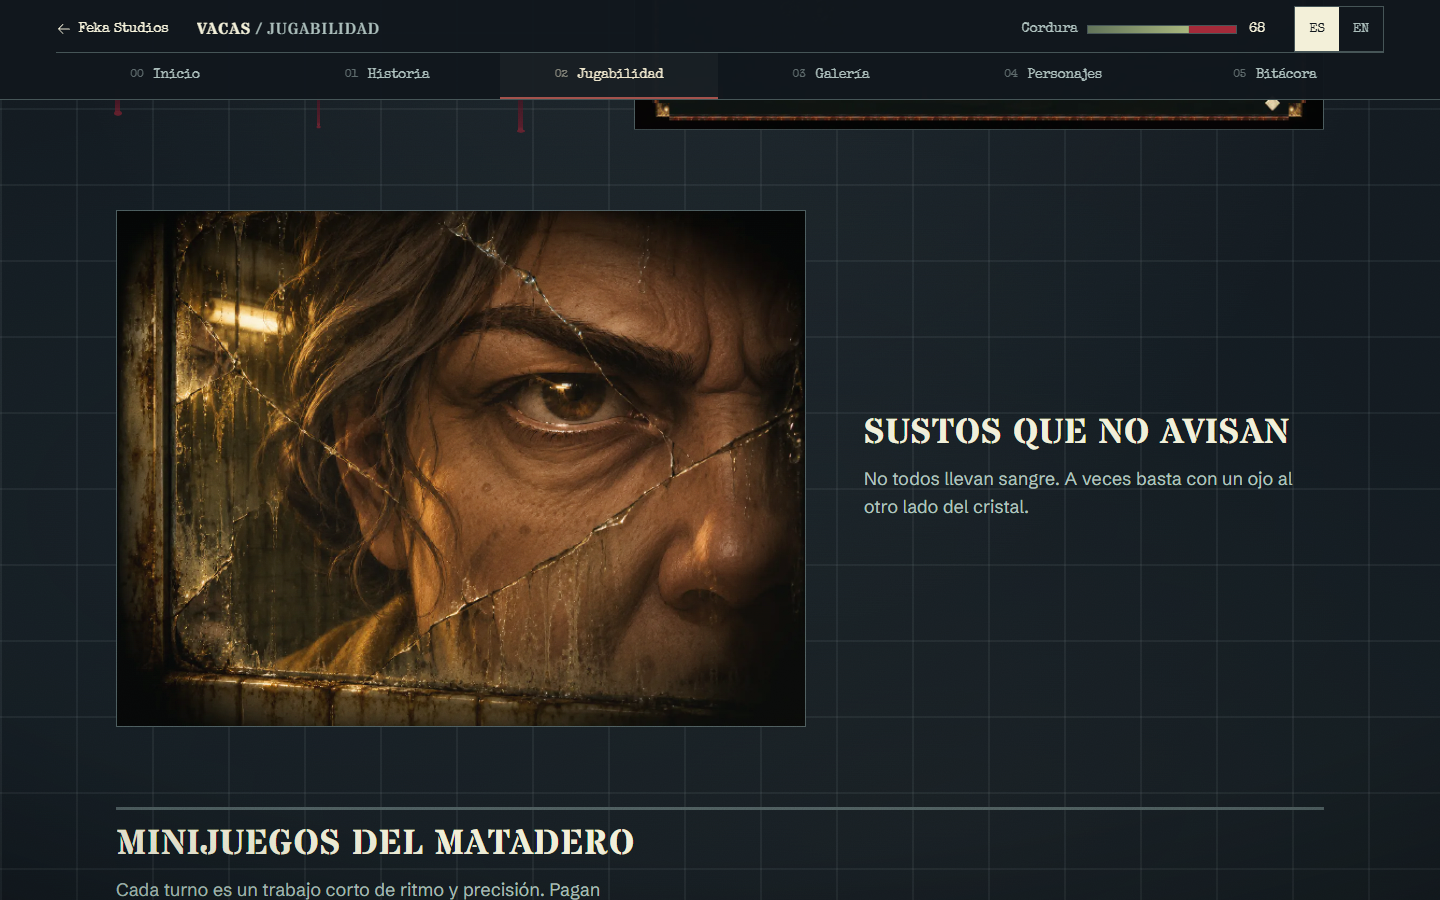 ← Feka Studios
VACAS / JUGABILIDAD
Cordura 68
ES EN
00 Inicio
01 Historia
02 Jugabilidad
03 Galería
04 Personajes
05 Bitácora
SUSTOS QUE NO AVISAN
No todos llevan sangre. A veces basta con un ojo al
otro lado del cristal.
MINIJUEGOS DEL MATADERO
Cada turno es un trabajo corto de ritmo y precisión. Pagan